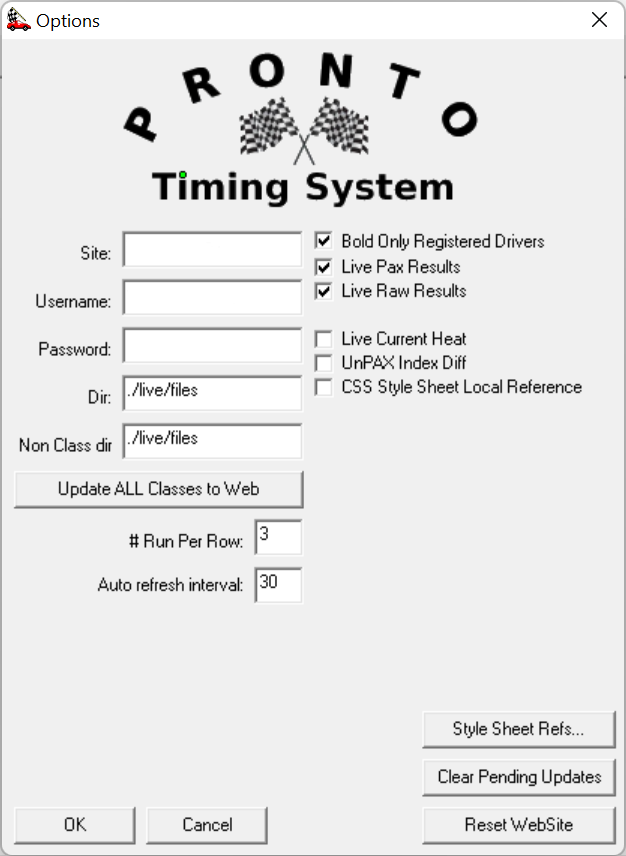 Options
PRONTO
Timing System
Site:
Username:
Password:
Dir: ./live/files
Non Class dir ./live/files
Bold Only Registered Drivers
Live Pax Results
Live Raw Results
Live Current Heat
UnPAX Index Diff
CSS Style Sheet Local Reference
Update ALL Classes to Web
# Run Per Row: 3
Auto refresh interval: 30
Style Sheet Refs...
Clear Pending Updates
OK Cancel Reset WebSite